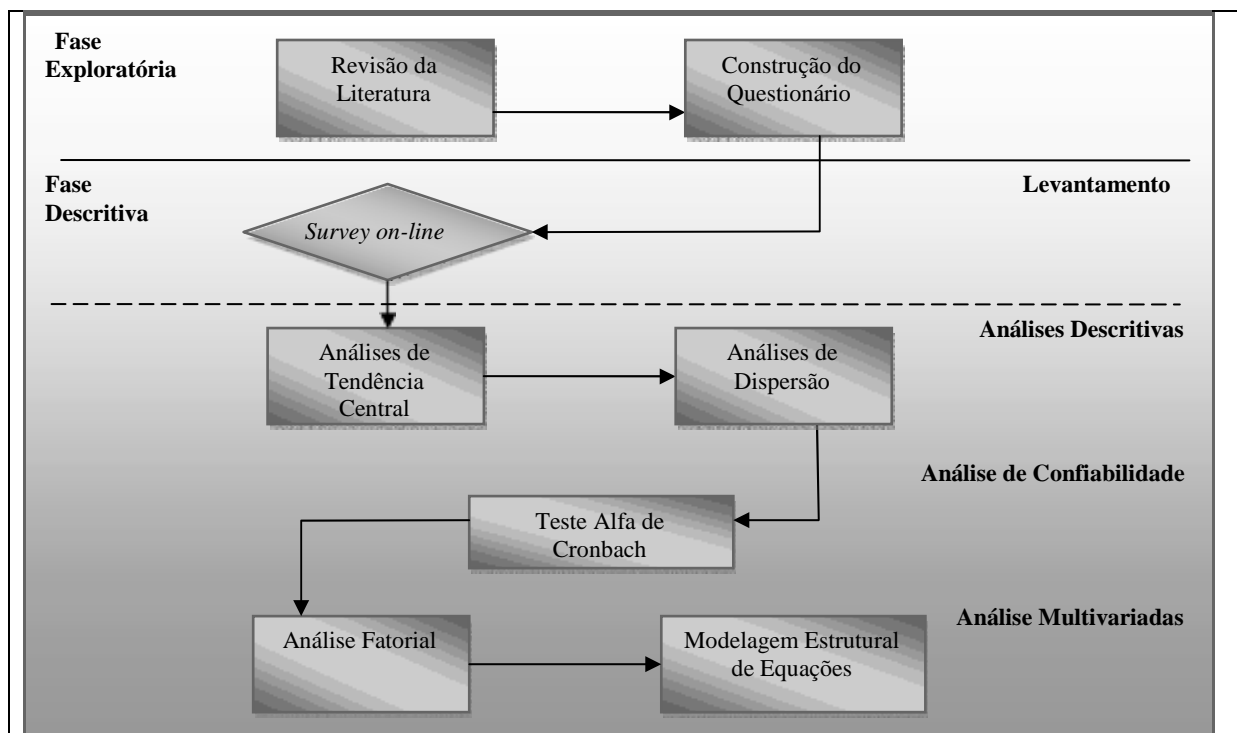 Fase
Exploratória
Revisão da
Literatura
Construção do
Questionário
Fase
Descritiva
Levantamento
Survey on-line
Análises Descritivas
Análises de
Tendência
Central
Análises de
Dispersão
Análise de Confiabilidade
Teste Alfa de
Cronbach
Análise Multivariadas
Análise Fatorial
Modelagem Estrutural
de Equações